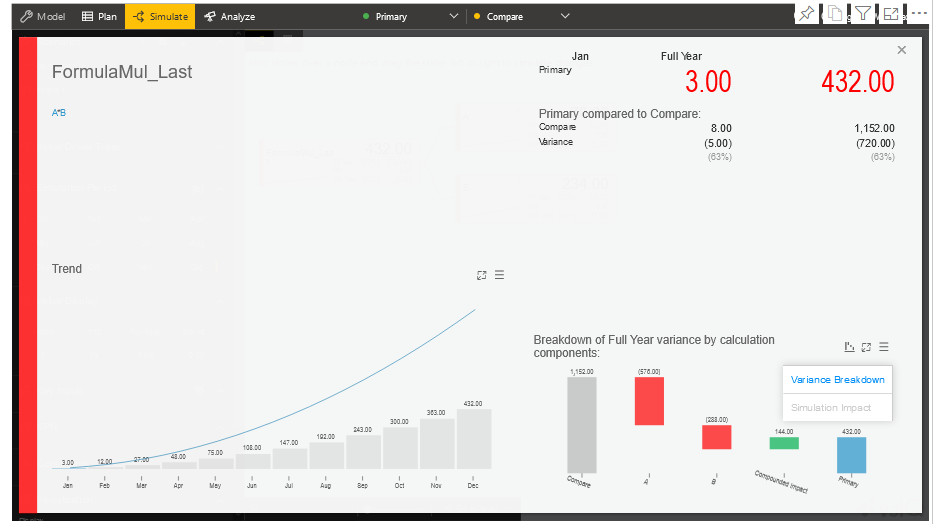 Model Plan Simulate Analyze Primary Compare
FormulaMul_Last
A*B
Jan Full Year
Primary 3.00 432.00
Primary compared to Compare:
Compare 8.00 1,152.00
Variance (5.00) (720.00)
(63%) (63%)
Trend
3.00 12.00 27.00 48.00 75.00 108.00 147.00 192.00 243.00 300.00 363.00 432.00
Jan Feb Mar Apr May Jun Jul Aug Sep Oct Nov Dec
Breakdown of Full Year variance by calculation
components:
Variance Breakdown
Simulation Impact
1,152.00 (576.00) (288.00) 144.00 432.00
Compare A B Compounded Impact Primary